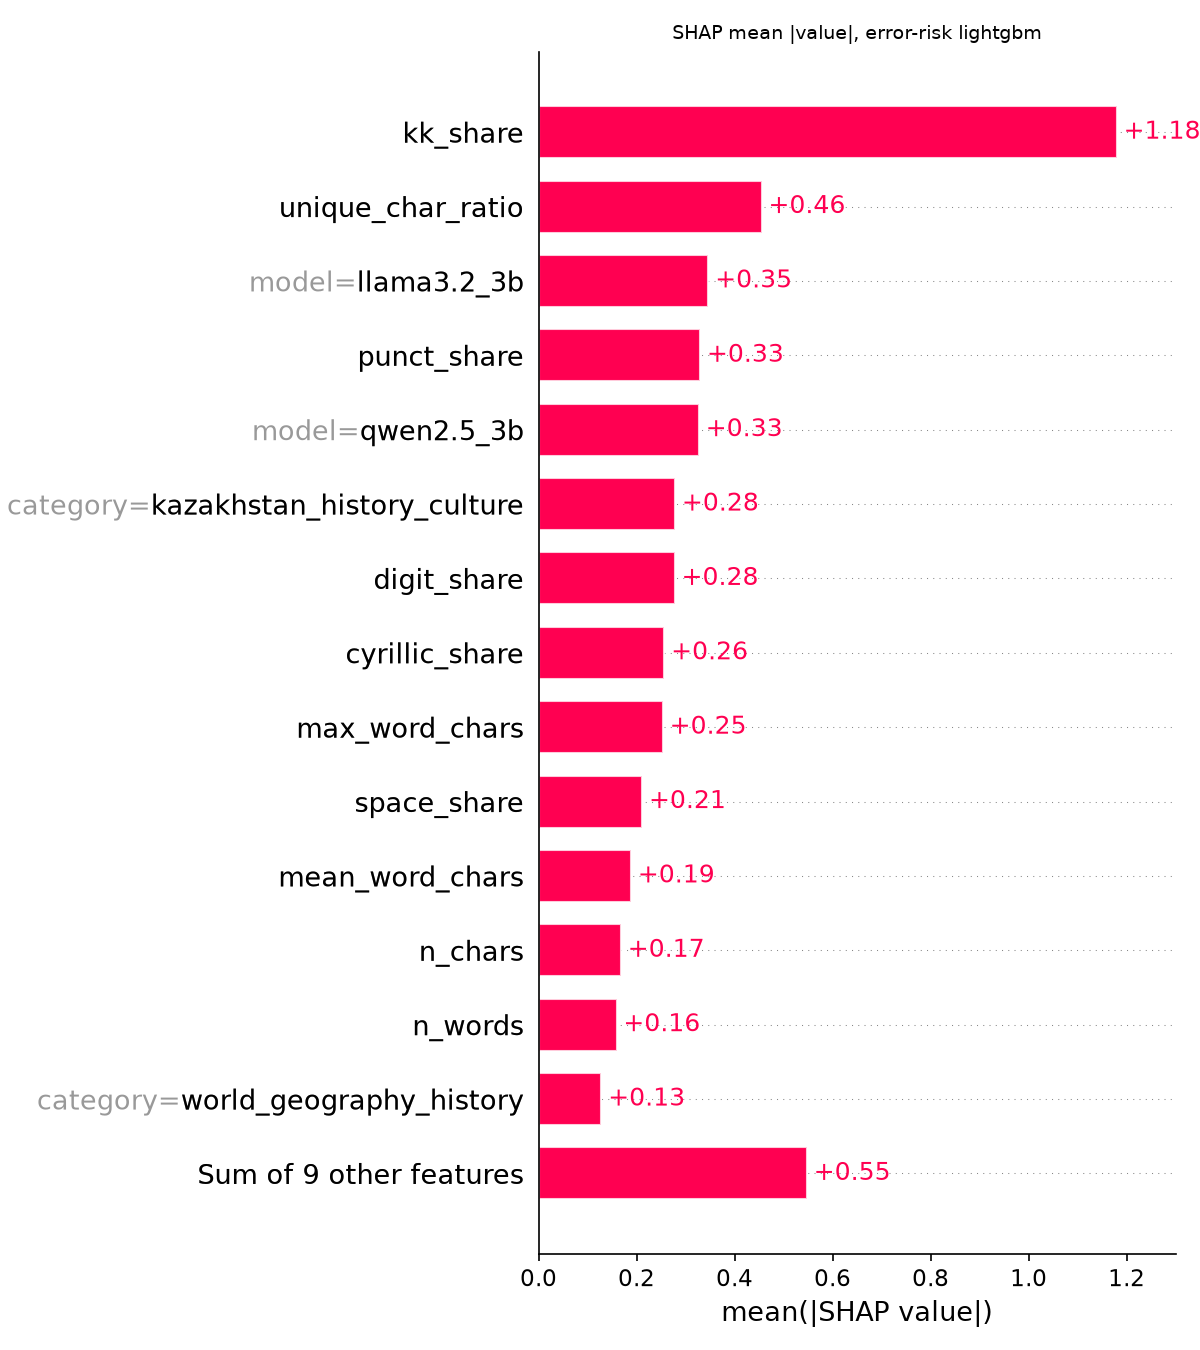 SHAP mean |value|, error-risk lightgbm
kk_share +1.18
unique_char_ratio +0.46
model=llama3.2_3b +0.35
punct_share +0.33
model=qwen2.5_3b +0.33
category=kazakhstan_history_culture +0.28
digit_share +0.28
cyrillic_share +0.26
max_word_chars +0.25
space_share +0.21
mean_word_chars +0.19
n_chars +0.17
n_words +0.16
category=world_geography_history +0.13
Sum of 9 other features +0.55
0.0 0.2 0.4 0.6 0.8 1.0 1.2
mean(|SHAP value|)